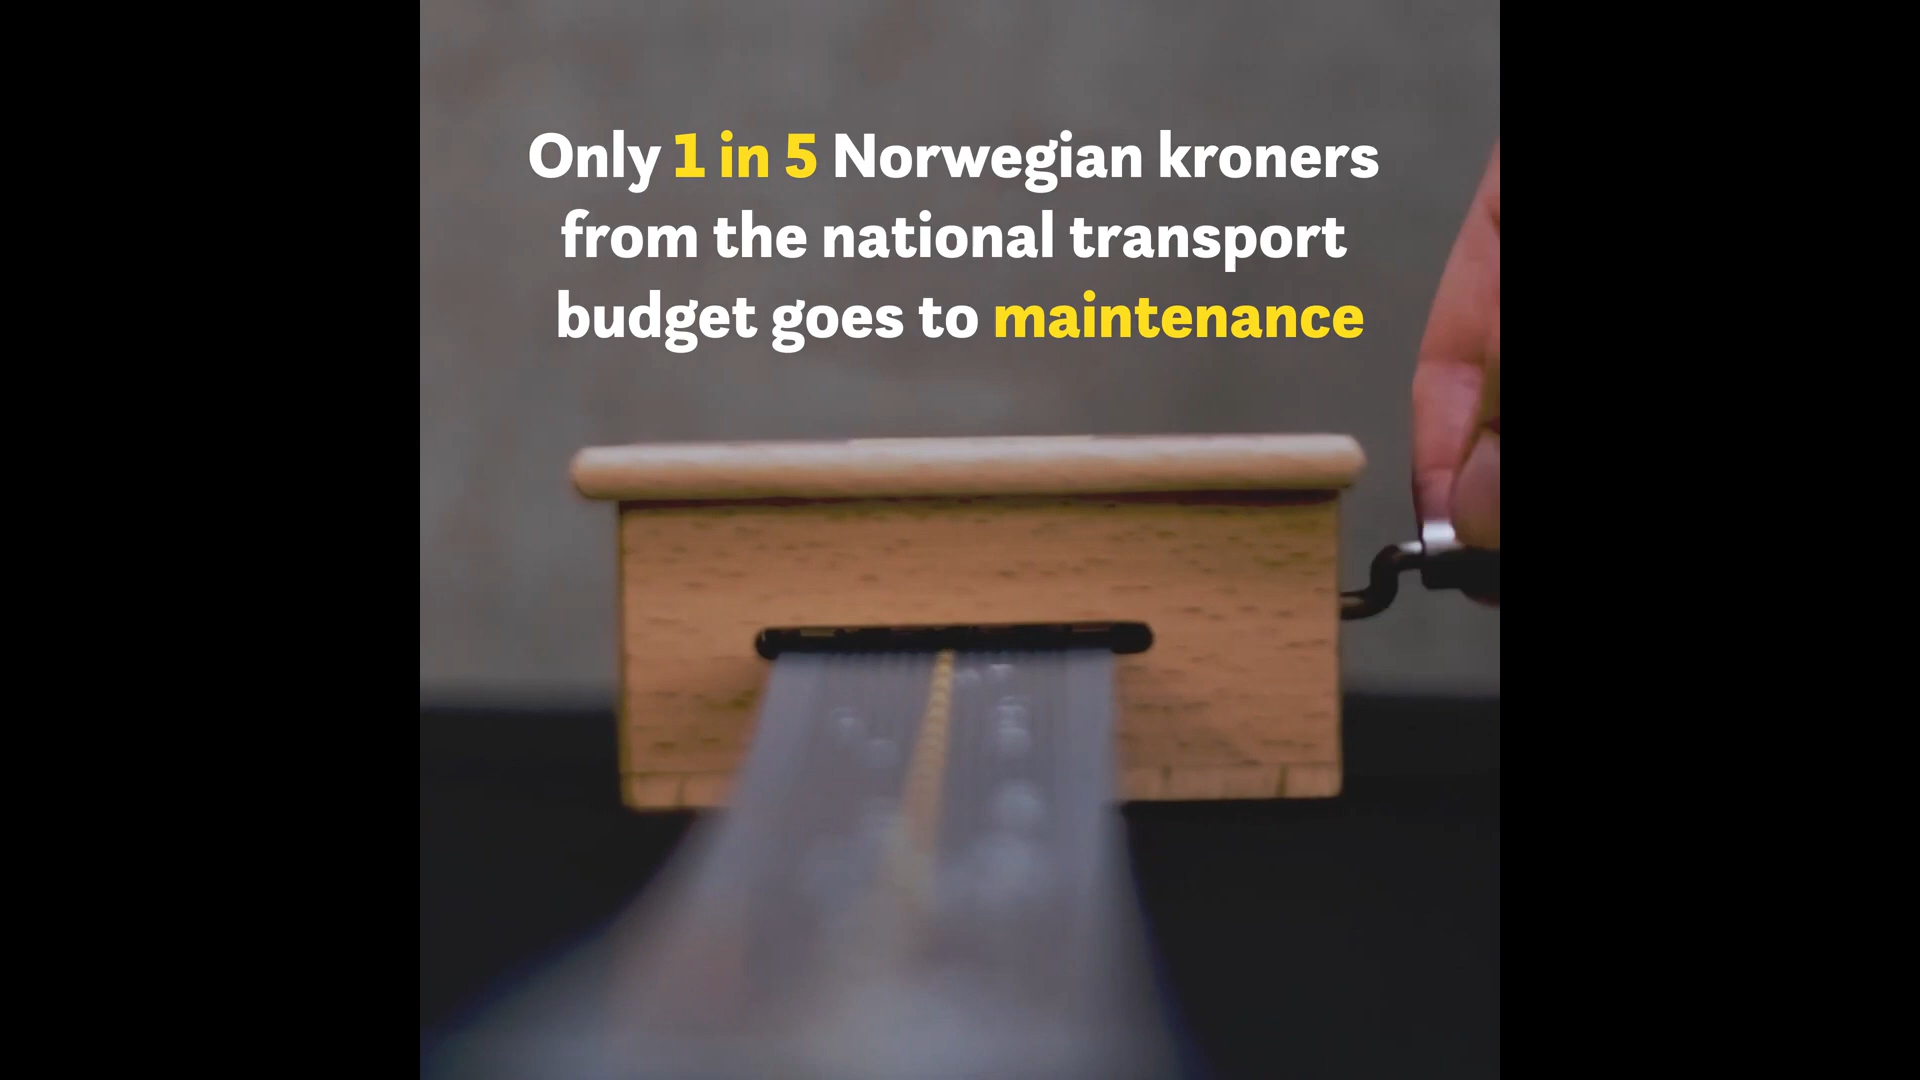 Only 1 in 5 Norwegian kroners
from the national transport
budget goes to maintenance